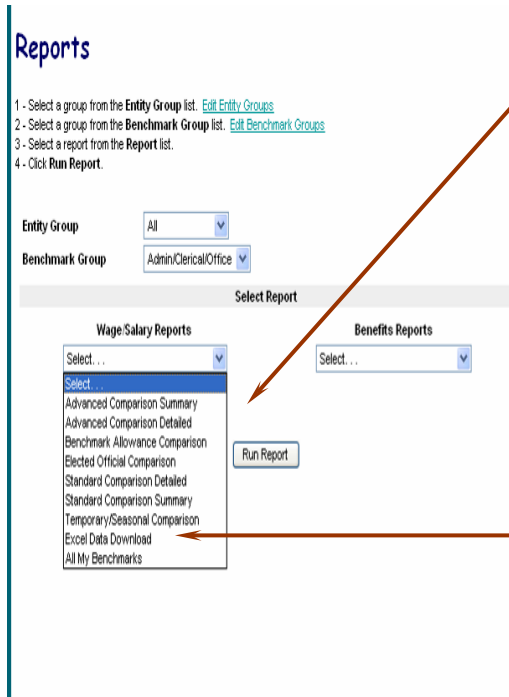 Reports
1 - Select a group from the Entity Group list. Edit Entity Groups
2 - Select a group from the Benchmark Group list. Edit Benchmark Groups
3 - Select a report from the Report list.
4 - Click Run Report.
Entity Group All
Benchmark Group Admin/Clerical/Office
Select Report
Wage/Salary Reports Benefits Reports
Select. . . Select. . .
Select. . .
Advanced Comparison Summary
Advanced Comparison Detailed
Benchmark Allowance Comparison
Elected Official Comparison
Run Report
Standard Comparison Detailed
Standard Comparison Summary
Temporary/Seasonal Comparison
Excel Data Download
All My Benchmarks